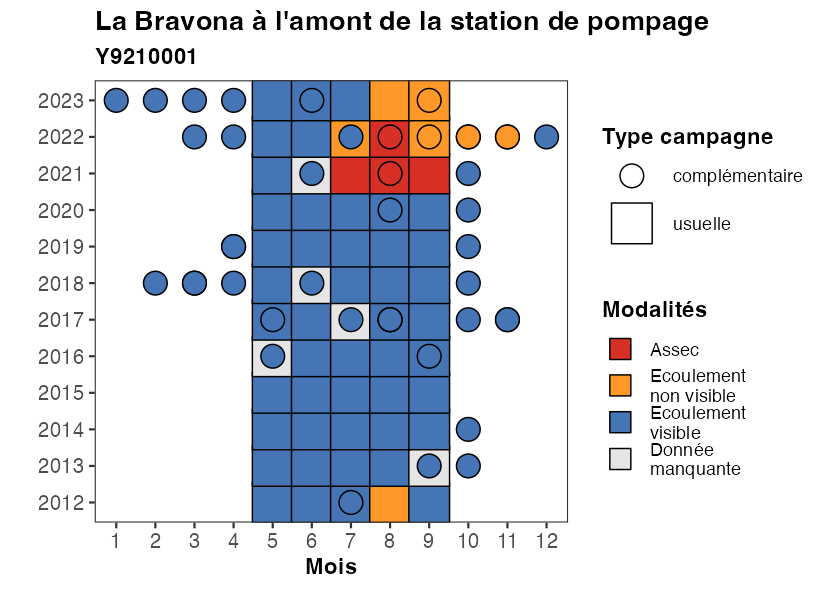 La Bravona à l'amont de la station de pompage
Y9210001
2023
2022
2021
2020
2019
2018
2017
2016
2015
2014
2013
2012
1 2 3 4 5 6 7 8 9 10 11 12
Mois
Type campagne
complémentaire
usuelle
Modalités
Assec
Ecoulement
non visible
Ecoulement
visible
Donnée
manquante